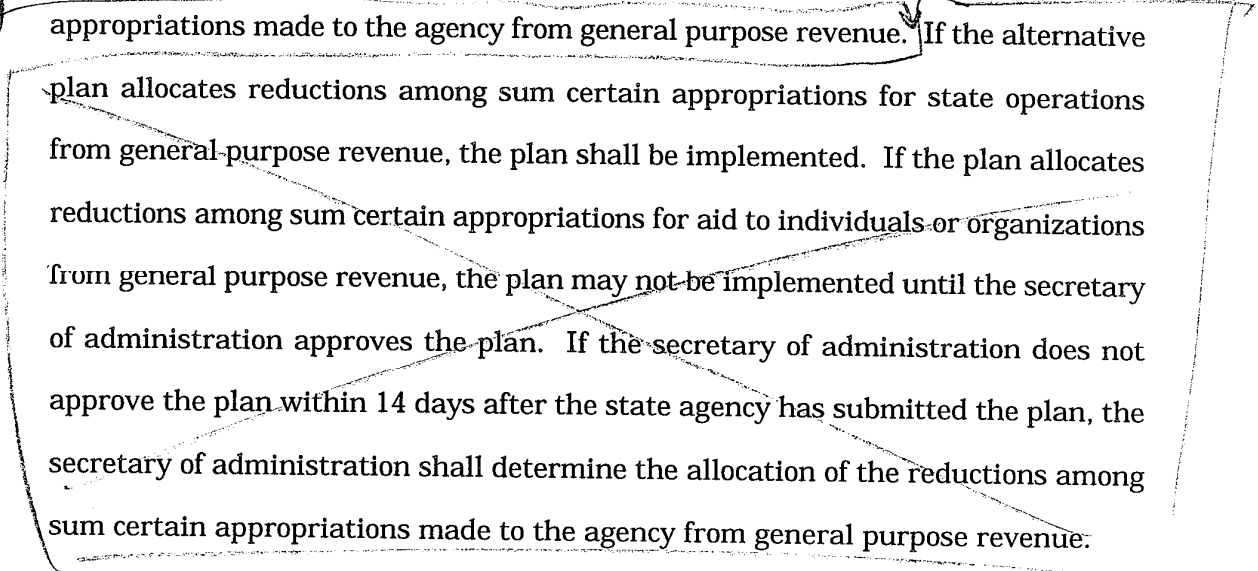 appropriations made to the agency from general purpose revenue. If the alternative
plan allocates reductions among sum certain appropriations for state operations
from general purpose revenue, the plan shall be implemented. If the plan allocates
reductions among sum certain appropriations for aid to individuals or organizations
from general purpose revenue, the plan may not be implemented until the secretary
of administration approves the plan. If the secretary of administration does not
approve the plan within 14 days after the state agency has submitted the plan, the
secretary of administration shall determine the allocation of the reductions among
sum certain appropriations made to the agency from general purpose revenue.